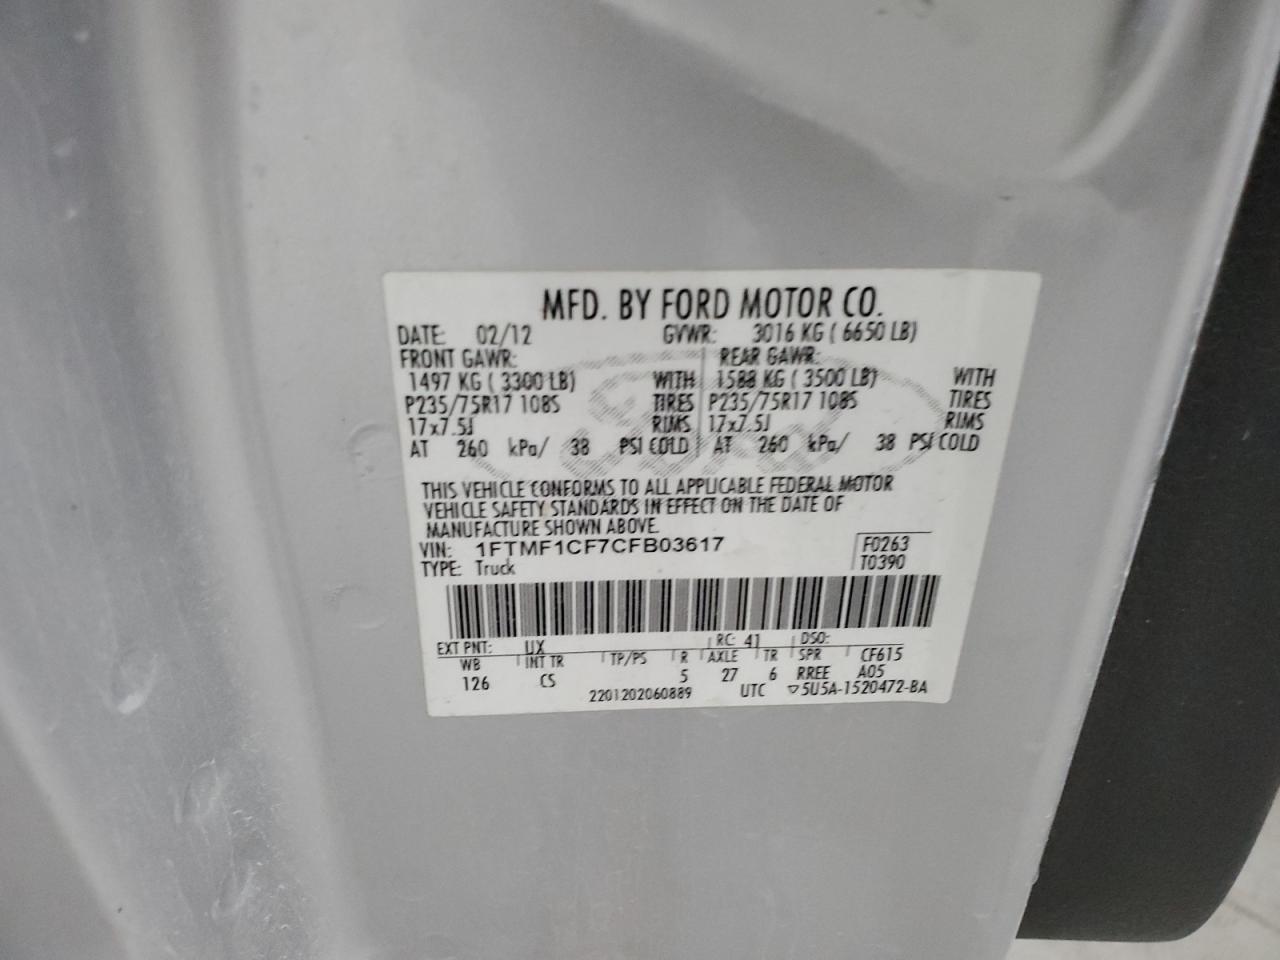 MFD. BY FORD MOTOR CO.
DATE: 02/12 GVWR: 3016 KG ( 6650 LB)
FRONT GAWR: REAR GAWR:
1497 KG ( 3300 LB) WITH 1588 KG ( 3500 LB) WITH
P235/75R17 108S TIRES P235/75R17 108S TIRES
17x7.5J RIMS 17x7.5J RIMS
AT 260 kPa/ 38 PSI COLD AT 260 kPa/ 38 PSI COLD
THIS VEHICLE CONFORMS TO ALL APPLICABLE FEDERAL MOTOR
VEHICLE SAFETY STANDARDS IN EFFECT ON THE DATE OF
MANUFACTURE SHOWN ABOVE.
VIN: 1FTMF1CF7CFB03617 F0263
TYPE: Truck T0390
EXT PNT: UX RC: 41 DSO:
WB INT TR TP/PS R AXLE TR SPR CF615
126 CS 5 27 6 RREE A05
2201202060889 UTC ▽5U5A-1520472-BA